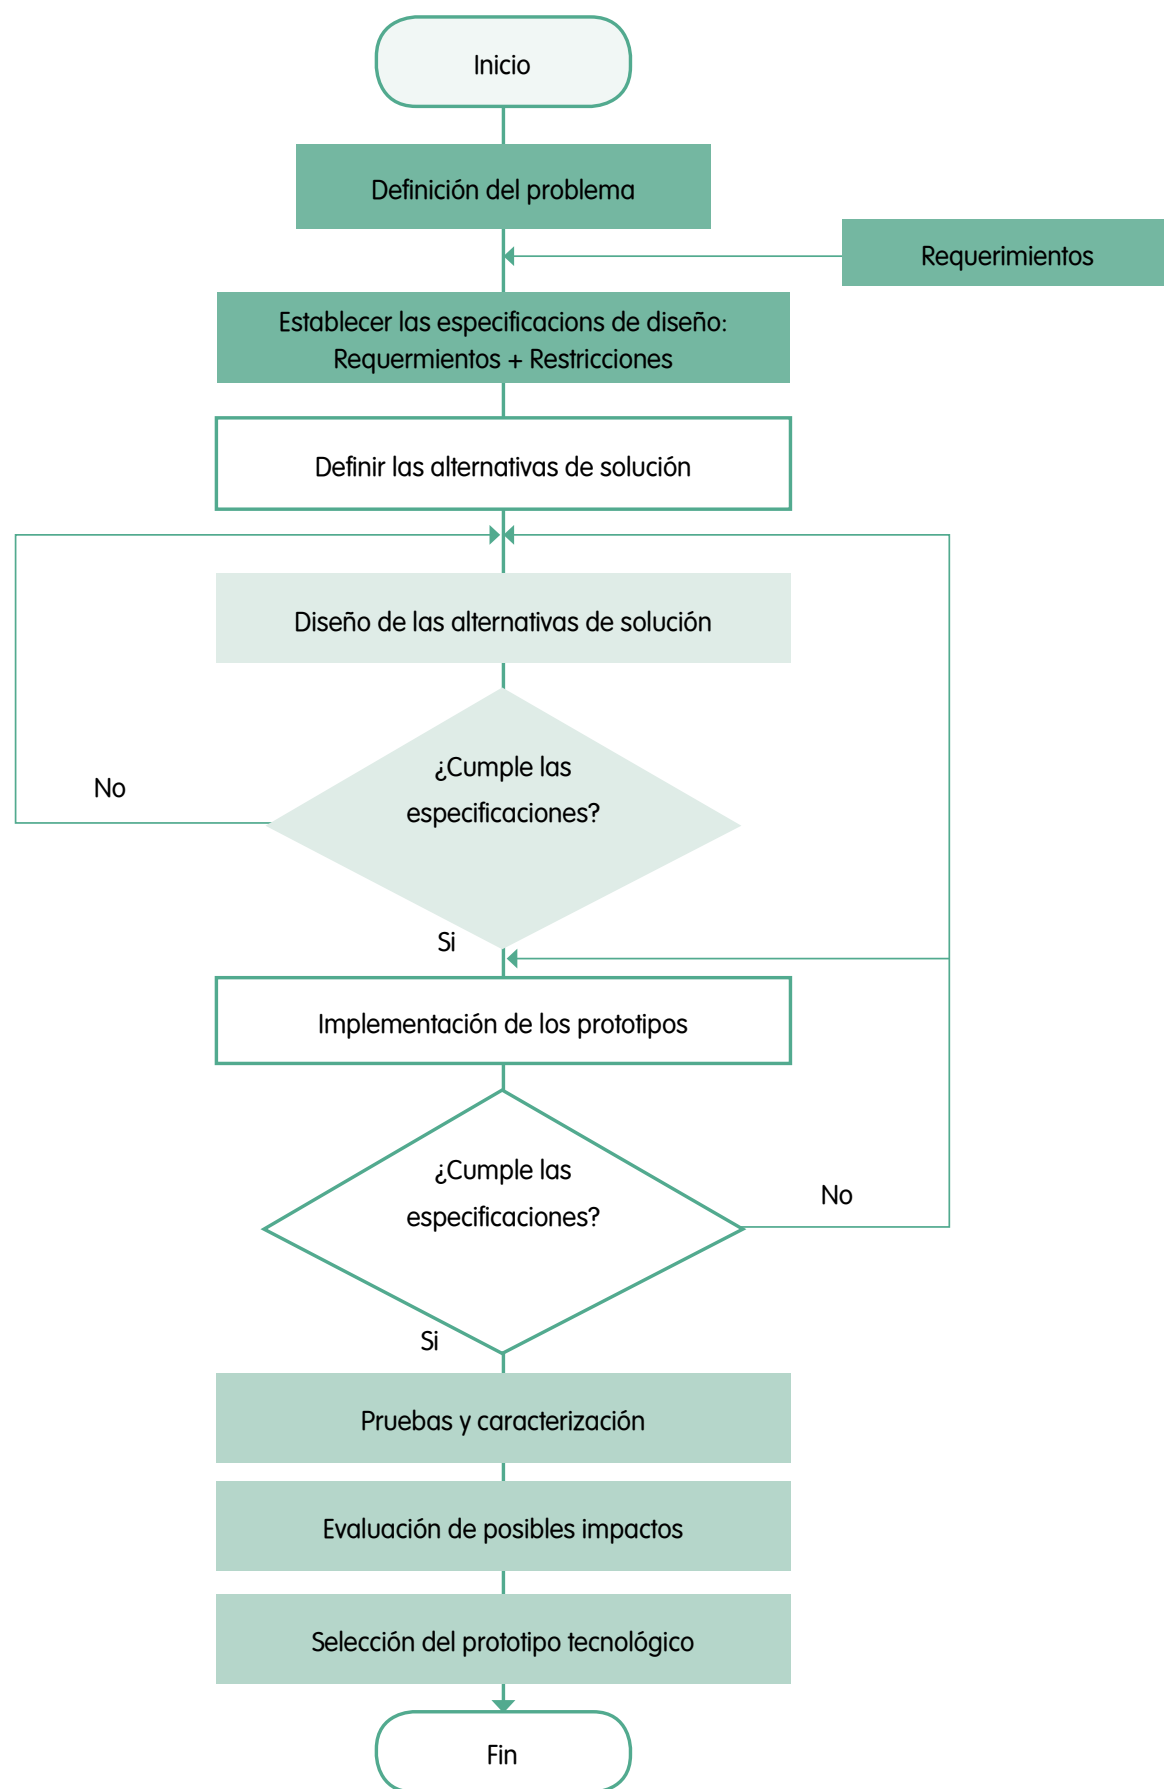 Inicio
Definición del problema
Requerimientos
Establecer las especificacions de diseño:
Requermientos + Restricciones
Definir las alternativas de solución
Diseño de las alternativas de solución
¿Cumple las
especificaciones?
No
Si
Implementación de los prototipos
¿Cumple las
especificaciones?
No
Si
Pruebas y caracterización
Evaluación de posibles impactos
Selección del prototipo tecnológico
Fin